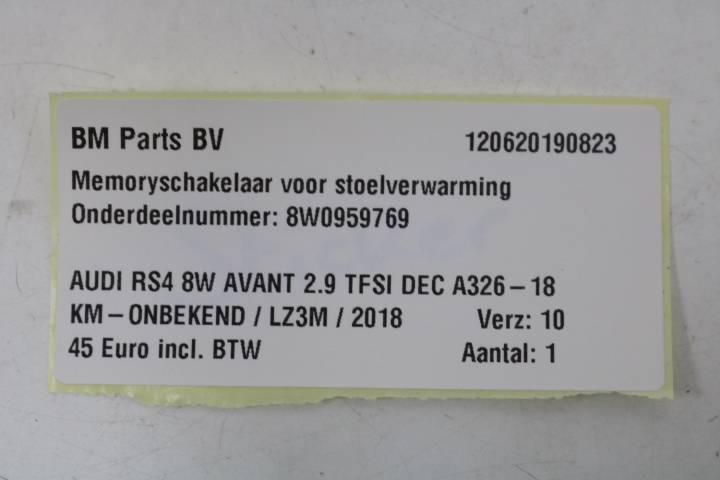 BM Parts BV 120620190823
Memoryschakelaar voor stoelverwarming
Onderdeelnummer: 8W0959769
AUDI RS4 8W AVANT 2.9 TFSI DEC A326-18
KM-ONBEKEND / LZ3M / 2018 Verz: 10
45 Euro incl. BTW Aantal: 1